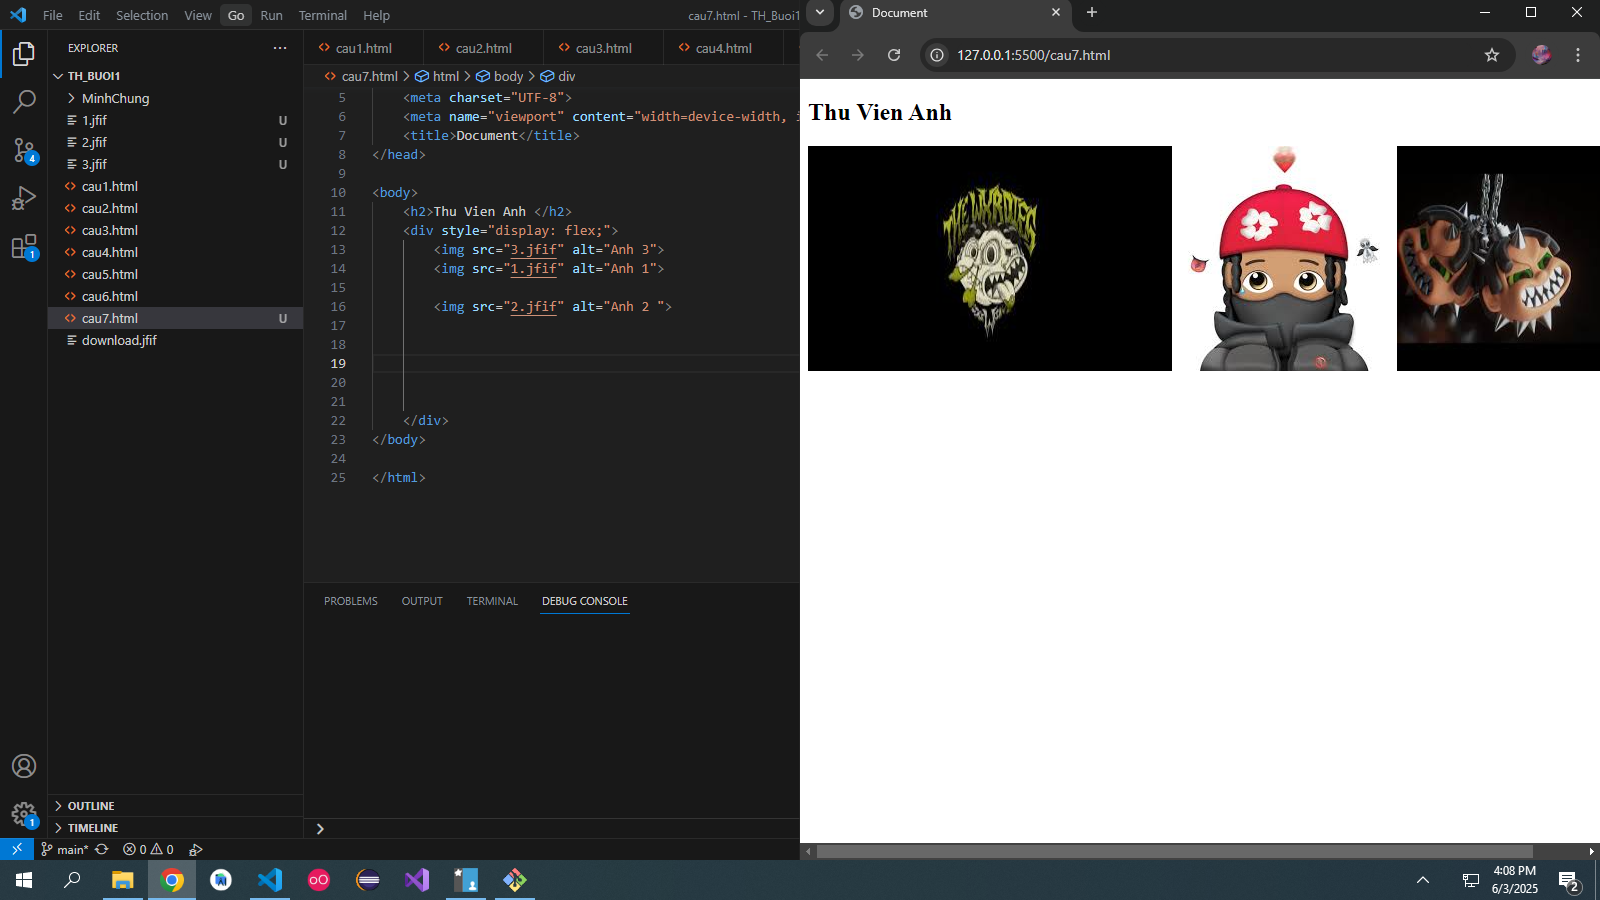 File Edit Selection View Go Run Terminal Help
cau7.html - TH_Buoi1
EXPLORER
TH_BUOI1
MinhChung
1.jfif U
2.jfif U
3.jfif U
cau1.html
cau2.html
cau3.html
cau4.html
cau5.html
cau6.html
cau7.html U
download.jfif
OUTLINE
TIMELINE
4
1
1
cau1.html cau2.html cau3.html cau4.html
cau7.html > html > body > div
5 <meta charset="UTF-8">
6 <meta name="viewport" content="width=device-width, i
7 <title>Document</title>
8 </head>
9
10 <body>
11 <h2>Thu Vien Anh </h2>
12 <div style="display: flex;">
13 <img src="3.jfif" alt="Anh 3">
14 <img src="1.jfif" alt="Anh 1">
15
16 <img src="2.jfif" alt="Anh 2 ">
17
18
19
20
21
22 </div>
23 </body>
24
25 </html>
PROBLEMS OUTPUT TERMINAL DEBUG CONSOLE
main* 0 0
Document
127.0.0.1:5500/cau7.html
Thu Vien Anh
4:08 PM
6/3/2025
2